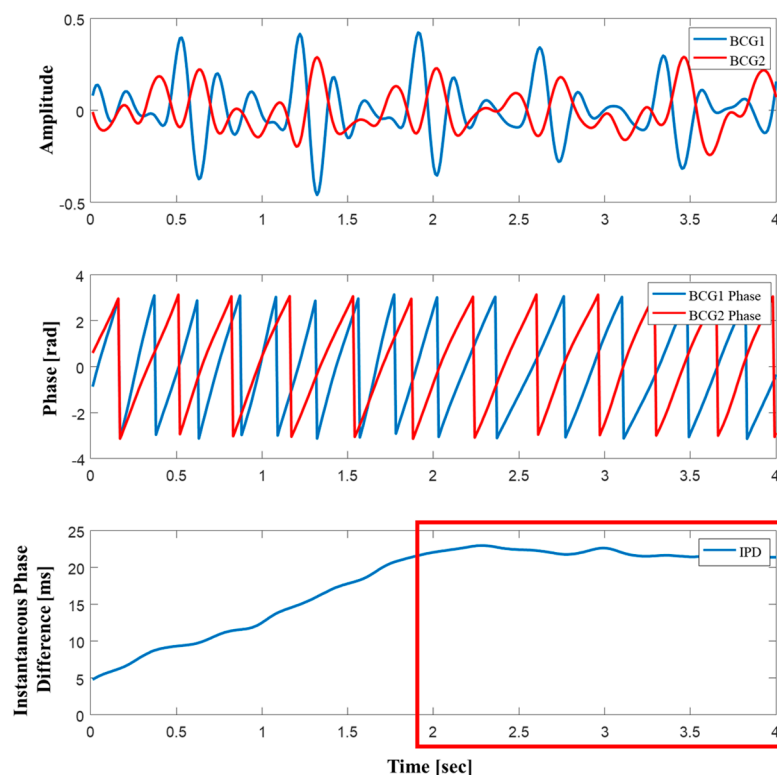 0.5
0
-0.5
Amplitude
BCG1
BCG2
0 0.5 1 1.5 2 2.5 3 3.5 4
4
2
0
-2
-4
Phase [rad]
BCG1 Phase
BCG2 Phase
0 0.5 1 1.5 2 2.5 3 3.5 4
25
20
15
10
5
0
Instantaneous Phase
Difference [ms]
IPD
0 0.5 1 1.5 2 2.5 3 3.5 4
Time [sec]